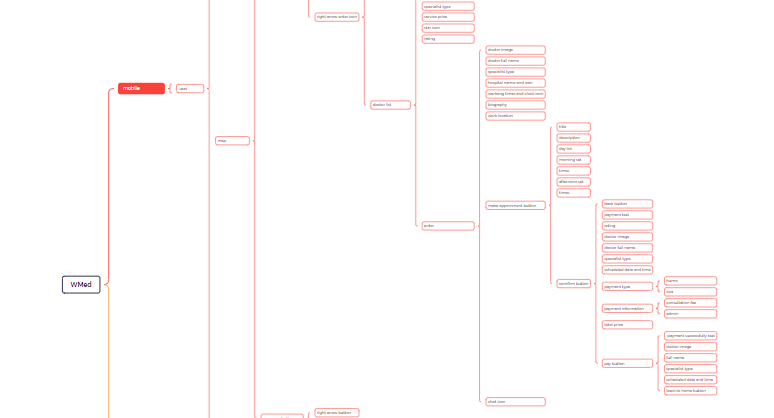 specialist type
service price
star icon
rating
right arrow order icon
doctor image
doctor full name
specialist type
hospital name and icon
working times and clock icon
biography
work location
mobile
user
doctor list
map
title
description
day list
morning set
times
afternoon set
times
make appointment button
order
back button
payment text
rating
doctor image
doctor full name
specialist type
scheduled date and time
confirm button
payment type
humo
visa
WMed
payment information
consultation fee
admin
total price
pay button
payment successfully text
doctor image
full name
specialist type
scheduled date and time
back to home button
chat icon
right arrow button